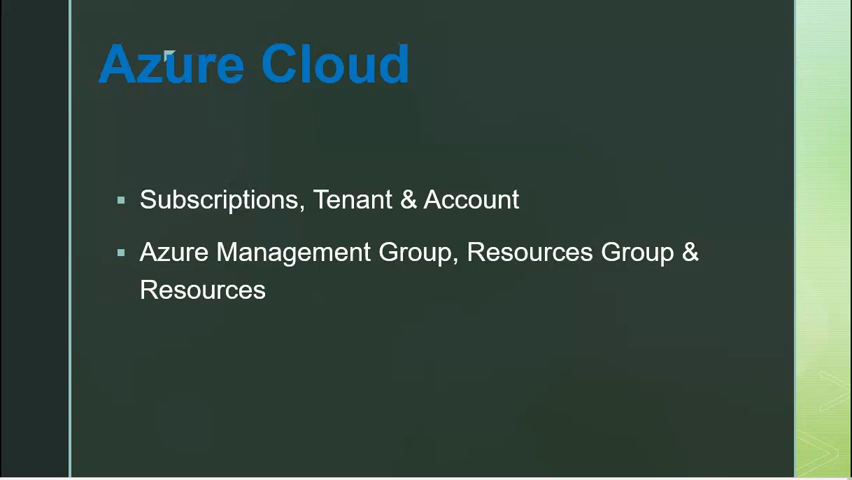 Azure Cloud
Subscriptions, Tenant & Account
Azure Management Group, Resources Group &
Resources